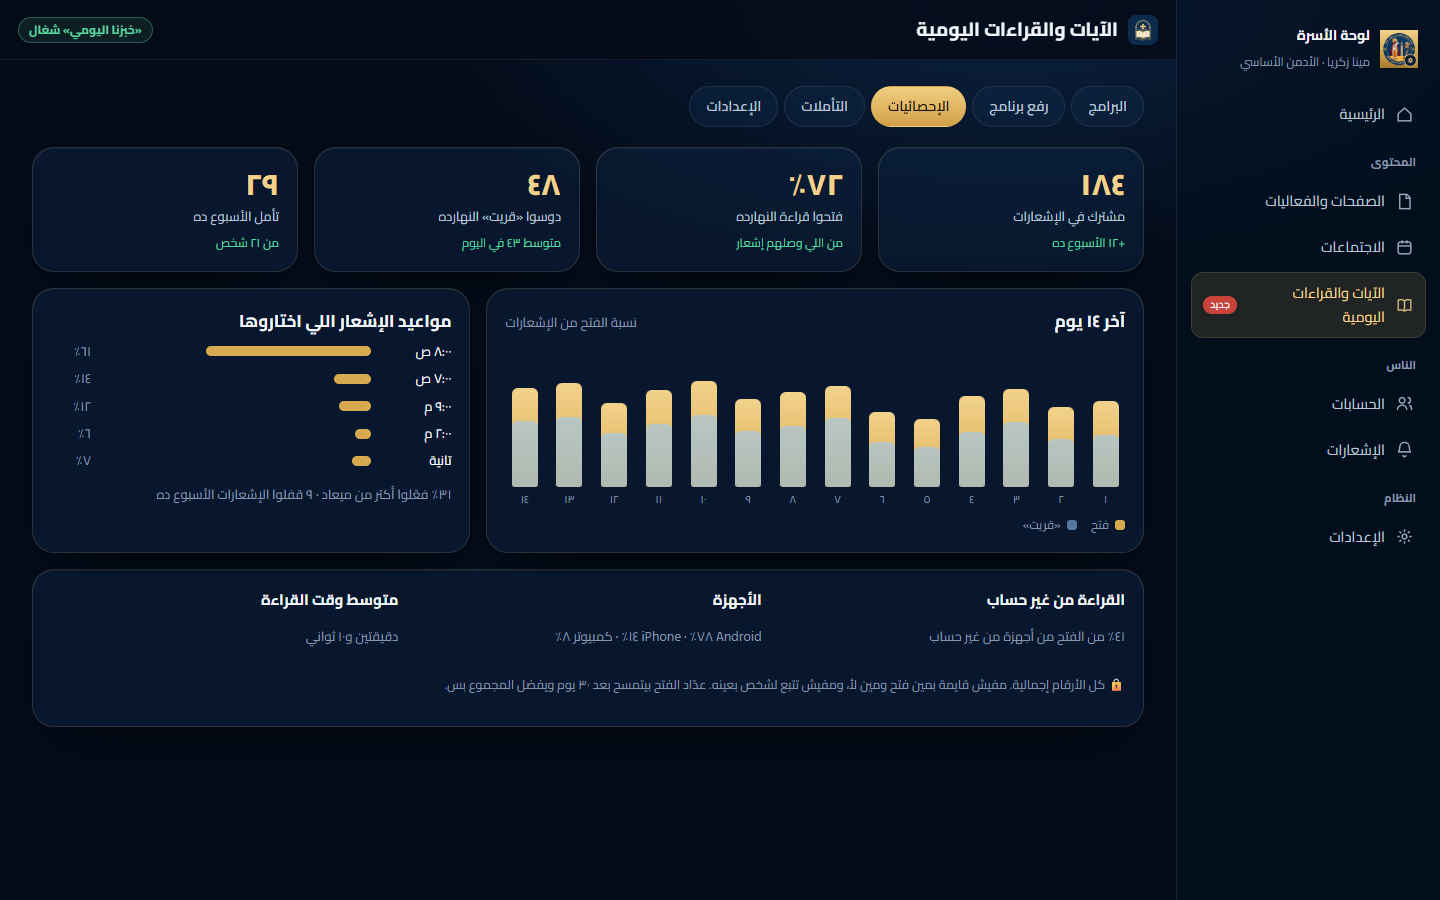 لوحة الأسرة
مينا زكريا · الأدمن الأساسي
الرئيسية
المحتوى
الصفحات والفعاليات
الاجتماعات
الآيات والقراءات
اليومية
جديد
الناس
الحسابات
الإشعارات
النظام
الإعدادات
الآيات والقراءات اليومية
«خبزنا اليومي» شغال
البرامج
رفع برنامج
الإحصائيات
التأملات
الإعدادات
١٨٤
مشترك في الإشعارات
+١٢ الأسبوع ده
٧٢٪
فتحوا قراءة النهارده
من اللي وصلهم إشعار
٤٨
دوسوا «قريت» النهارده
متوسط ٤٣ في اليوم
٢٩
تأمل الأسبوع ده
من ٢١ شخص
آخر ١٤ يوم
نسبة الفتح من الإشعارات
١ ٢ ٣ ٤ ٥ ٦ ٧ ٨ ٩ ١٠ ١١ ١٢ ١٣ ١٤
فتح «قريت»
مواعيد الإشعار اللي اختاروها
٨:٠٠ ص ٦١٪
٧:٠٠ ص ١٤٪
٩:٠٠ م ١٢٪
٢:٠٠ م ٦٪
تانية ٧٪
٣١٪ فعّلوا أكتر من ميعاد · ٩ قفلوا الإشعارات الأسبوع ده
القراءة من غير حساب
٤١٪ من الفتح من أجهزة من غير حساب
الأجهزة
Android ٧٨٪ · iPhone ١٤٪ · كمبيوتر ٨٪
متوسط وقت القراءة
دقيقتين و١٠ ثواني
كل الأرقام إجمالية. مفيش قايمة بمين فتح ومين لأ، ومفيش تتبع لشخص بعينه. عدّاد الفتح بيتمسح بعد ٣٠ يوم ويفضل المجموع بس.